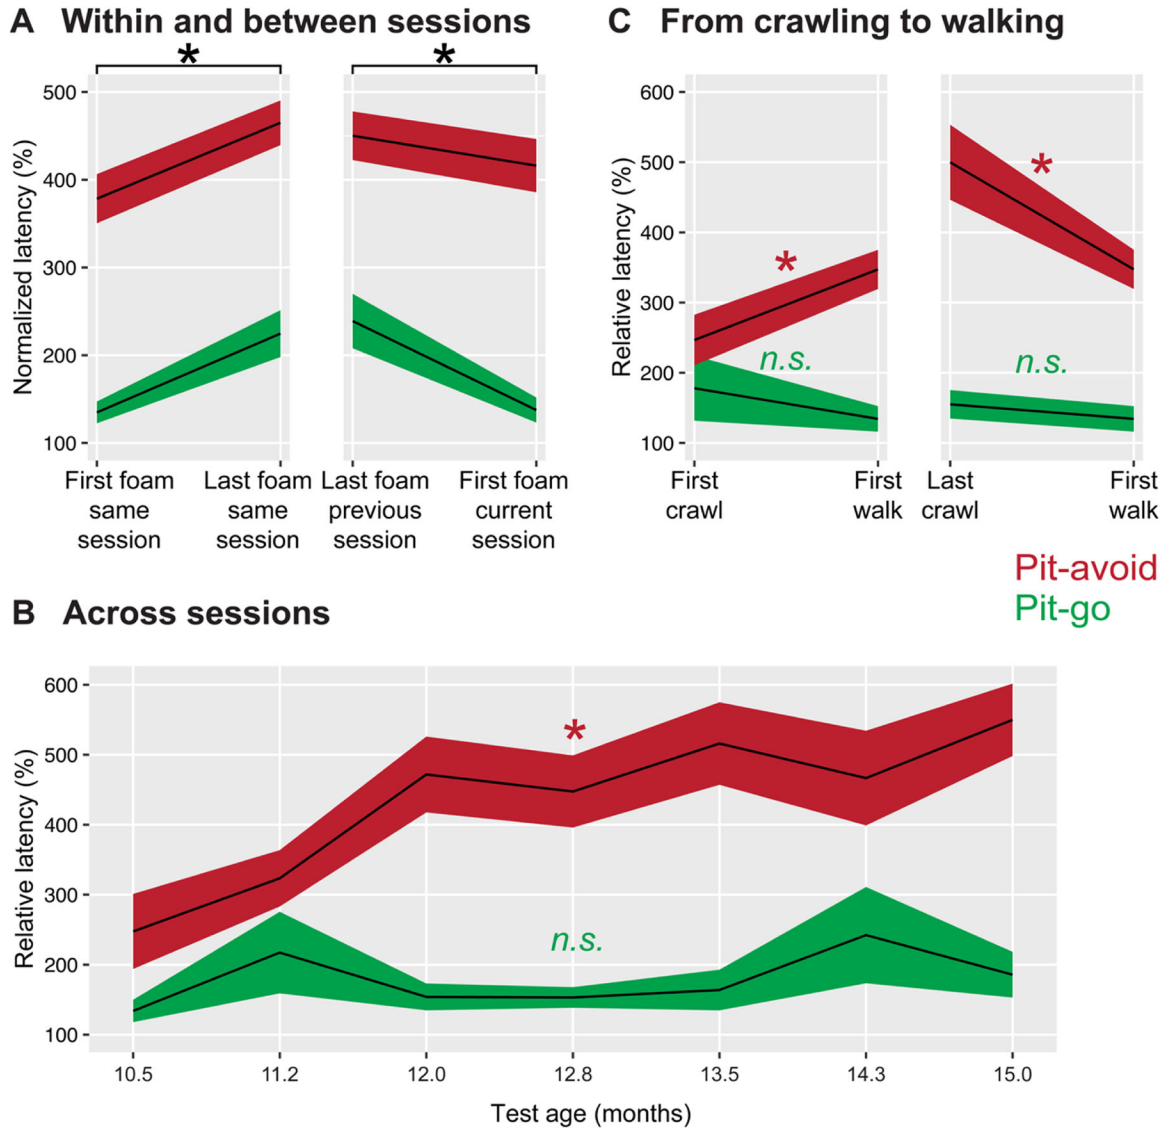 A Within and between sessions
*
*
Normalized latency (%)
500
400
300
200
100
First foam
same
session
Last foam
same
session
Last foam
previous
session
First foam
current
session
C From crawling to walking
Relative latency (%)
600
500
400
300
200
100
*
n.s.
*
n.s.
First
crawl
First
walk
Last
crawl
First
walk
Pit-avoid
Pit-go
B Across sessions
Relative latency (%)
600
500
400
300
200
100
*
n.s.
10.5 11.2 12.0 12.8 13.5 14.3 15.0
Test age (months)